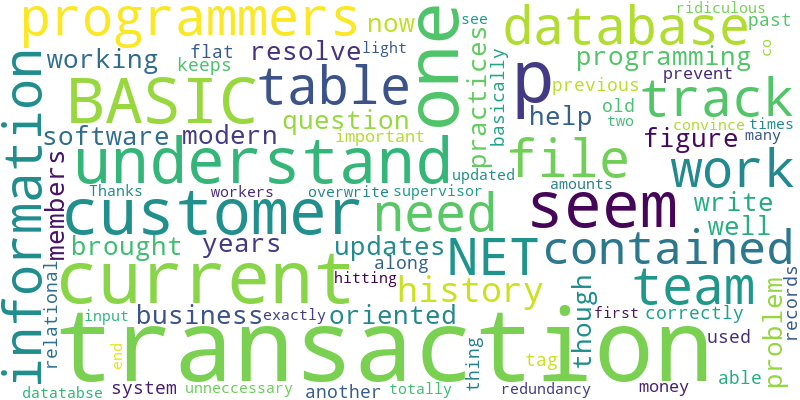 ridiculous
programmers now one see database past
working flat resolve light practices co
keeps table programming
information BASIC basically p prevent previous
track
software modern question help old two
important figure convince times many
understand file work
members Thanks workers overwrite supervisor updated amounts
customer need seem write
well
brought years updates NET contained
relational current along hitting history team though records
business exactly oriented first correctly problem
input transaction used
end another thing tag able
datatabse system unneccessary totally redundancy money